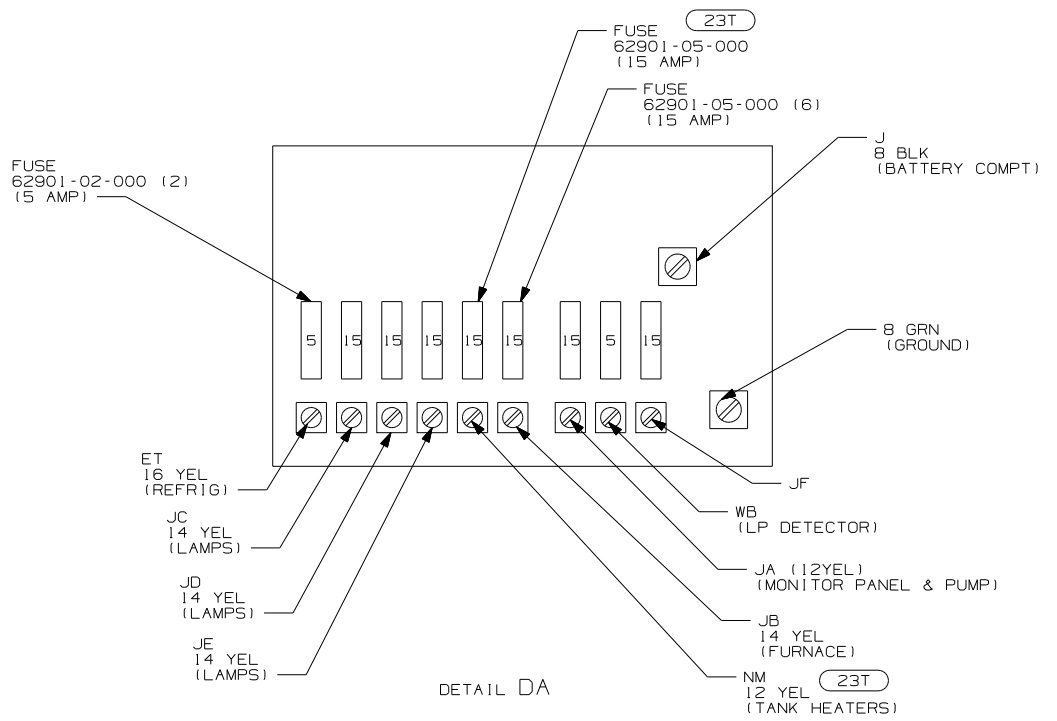 23T
FUSE
62901-05-000
(15 AMP)
FUSE
62901-05-000 (6)
(15 AMP)
J
8 BLK
(BATTERY COMPT)
FUSE
62901-02-000 (2)
(5 AMP)
5 15 15 15 15 15 15 5 15
8 GRN
(GROUND)
ET
16 YEL
(REFRIG)
JC
14 YEL
(LAMPS)
JD
14 YEL
(LAMPS)
JE
14 YEL
(LAMPS)
JF
WB
(LP DETECTOR)
JA (12YEL)
(MONITOR PANEL & PUMP)
JB
14 YEL
(FURNACE)
NM
12 YEL
(TANK HEATERS)
23T
DETAIL DA